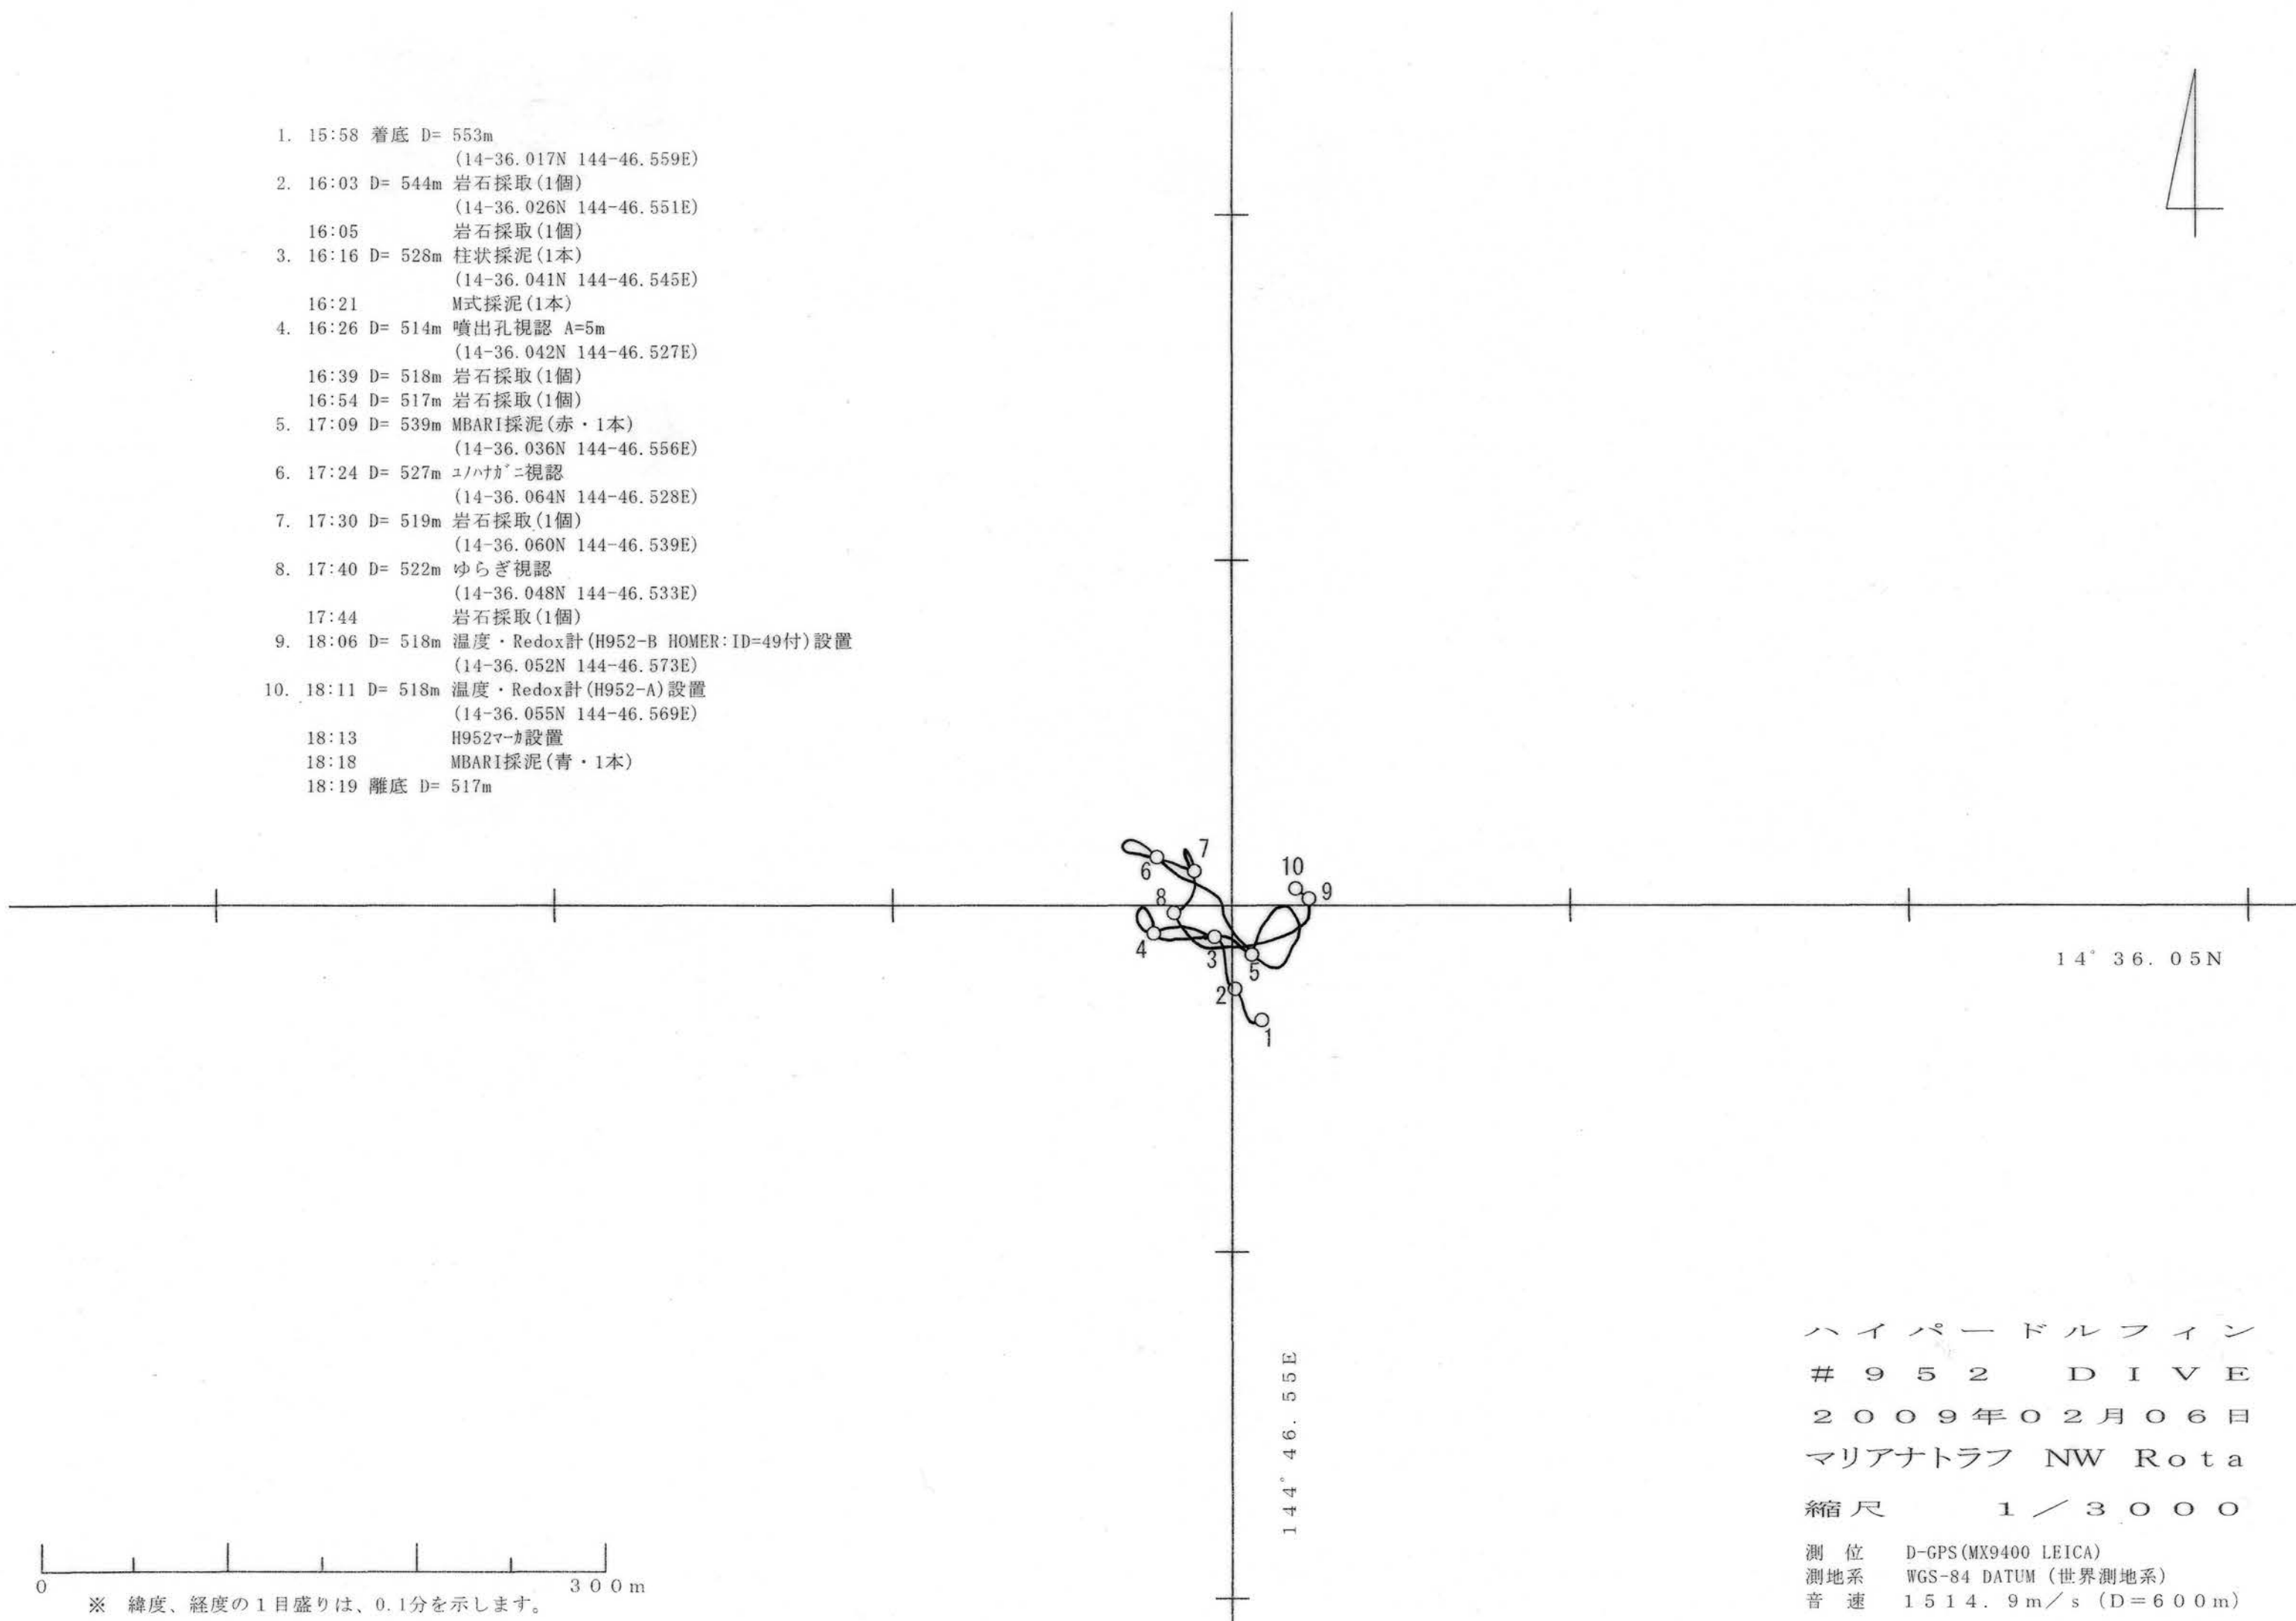 1. 15:58 着底 D= 553m
(14-36.017N 144-46.559E)
2. 16:03 D= 544m 岩石採取(1個)
(14-36.026N 144-46.551E)
16:05 岩石採取(1個)
3. 16:16 D= 528m 柱状採泥(1本)
(14-36.041N 144-46.545E)
16:21 M式採泥(1本)
4. 16:26 D= 514m 噴出孔視認 A=5m
(14-36.042N 144-46.527E)
16:39 D= 518m 岩石採取(1個)
16:54 D= 517m 岩石採取(1個)
5. 17:09 D= 539m MBARI採泥(赤・1本)
(14-36.036N 144-46.556E)
6. 17:24 D= 527m ﾕﾉﾊﾅｶﾞﾆ視認
(14-36.064N 144-46.528E)
7. 17:30 D= 519m 岩石採取(1個)
(14-36.060N 144-46.539E)
8. 17:40 D= 522m ゆらぎ視認
(14-36.048N 144-46.533E)
17:44 岩石採取(1個)
9. 18:06 D= 518m 温度・Redox計(H952-B HOMER:ID=49付)設置
(14-36.052N 144-46.573E)
10. 18:11 D= 518m 温度・Redox計(H952-A)設置
(14-36.055N 144-46.569E)
18:13 H952ﾏｰｶ設置
18:18 MBARI採泥(青・1本)
18:19 離底 D= 517m
7
6
10
9
8
4
3
5
2
1
14° 36. 05N
144° 46. 55E
ハイパードルフィン
#952 DIVE
2009年02月06日
マリアナトラフ NW Rota
縮尺 1/3000
測 位 D-GPS(MX9400 LEICA)
測地系 WGS-84 DATUM (世界測地系)
音 速 1514. 9m/s (D=600m)
0 300m
※ 緯度、経度の1目盛りは、0.1分を示します。